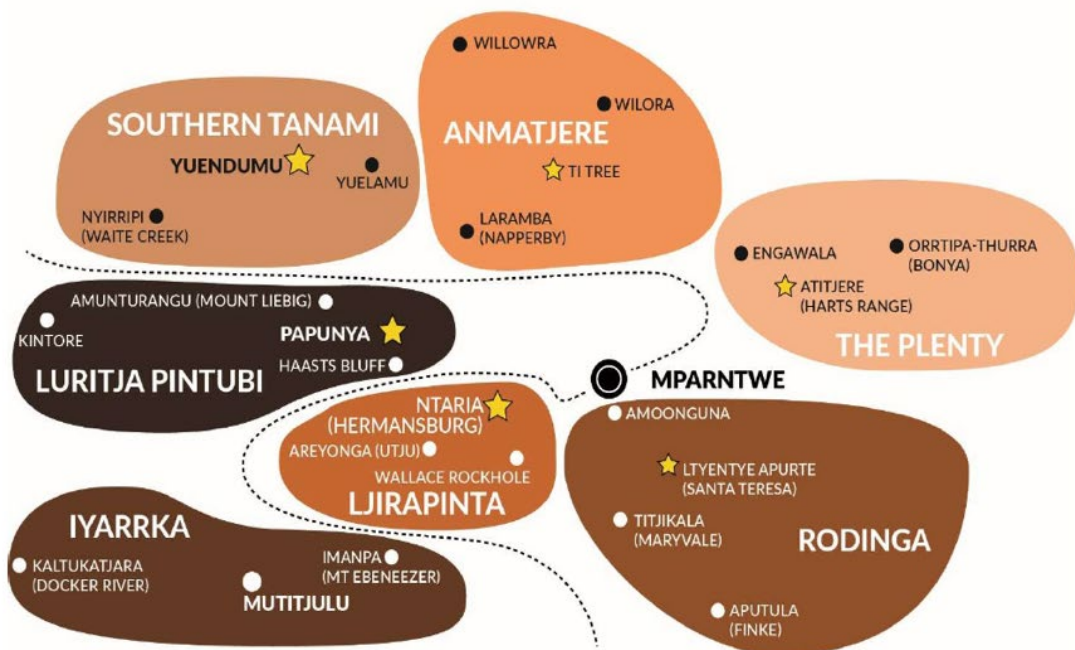 WILLOWRA
WILORA
ANMATJERE
TI TREE
LARAMBA
(NAPPERBY)
SOUTHERN TANAMI
YUENDUMU
YUELAMU
NYIRRIPI
(WAITE CREEK)
ENGAWALA
ORRTIPA-THURRA
(BONYA)
ATITJERE
(HARTS RANGE)
THE PLENTY
AMUNTURANGU (MOUNT LIEBIG)
KINTORE
PAPUNYA
HAASTS BLUFF
LURITJA PINTUBI
MPARNTWE
NTARIA
(HERMANSBURG)
AREYONGA (UTJU)
WALLACE ROCKHOLE
LJIRAPINTA
AMOONGUNA
LTYENTYE APURTE
(SANTA TERESA)
TITJIKALA
(MARYVALE)
RODINGA
APUTULA
(FINKE)
IYARRKA
KALTUKATJARA
(DOCKER RIVER)
IMANPA
(MT EBENEEZER)
MUTITJULU